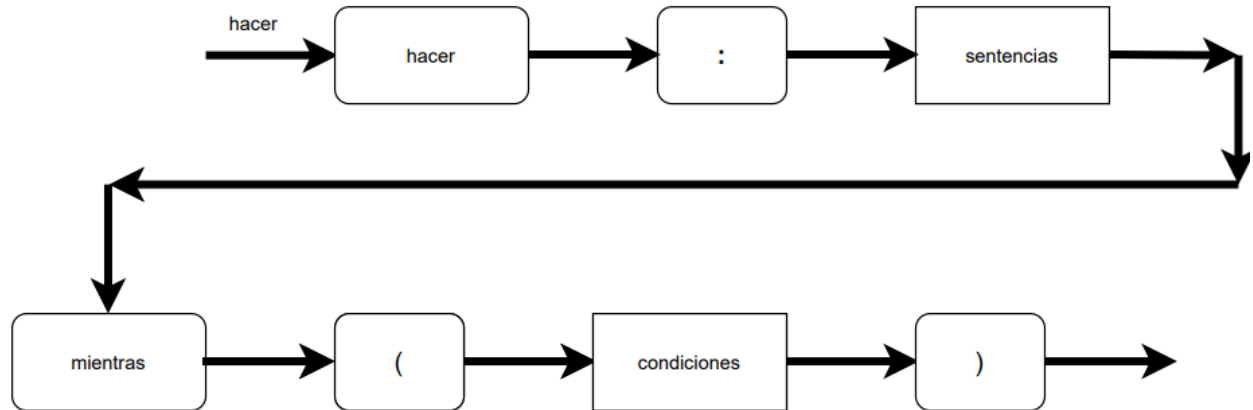 hacer
hacer
:
sentencias
mientras
(
condiciones
)